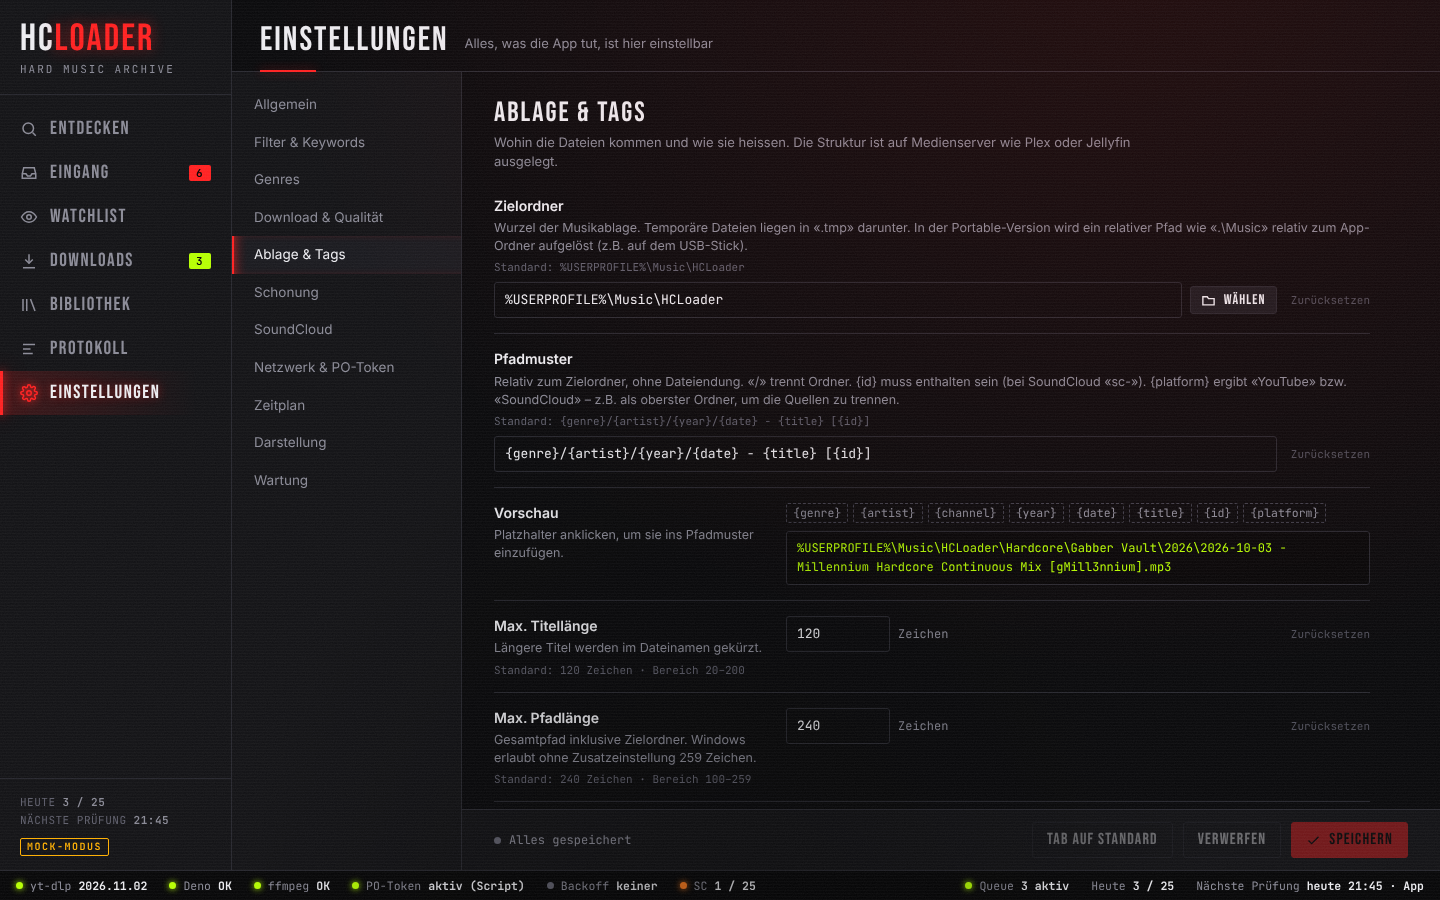 HCLOADER
HARD MUSIC ARCHIVE
ENTDECKEN
EINGANG 6
WATCHLIST
DOWNLOADS 3
BIBLIOTHEK
PROTOKOLL
EINSTELLUNGEN
HEUTE 3 / 25
NÄCHSTE PRÜFUNG 21:45
MOCK-MODUS
EINSTELLUNGEN Alles, was die App tut, ist hier einstellbar
Allgemein
Filter & Keywords
Genres
Download & Qualität
Ablage & Tags
Schonung
SoundCloud
Netzwerk & PO-Token
Zeitplan
Darstellung
Wartung
ABLAGE & TAGS
Wohin die Dateien kommen und wie sie heissen. Die Struktur ist auf Medienserver wie Plex oder Jellyfin
ausgelegt.
Zielordner
Wurzel der Musikablage. Temporäre Dateien liegen in «.tmp» darunter. In der Portable-Version wird ein relativer Pfad wie «.\Music» relativ zum App-
Ordner aufgelöst (z.B. auf dem USB-Stick).
Standard: %USERPROFILE%\Music\HCLoader
%USERPROFILE%\Music\HCLoader WÄHLEN Zurücksetzen
Pfadmuster
Relativ zum Zielordner, ohne Dateiendung. «/» trennt Ordner. {id} muss enthalten sein (bei SoundCloud «sc-»). {platform} ergibt «YouTube» bzw.
«SoundCloud» – z.B. als oberster Ordner, um die Quellen zu trennen.
Standard: {genre}/{artist}/{year}/{date} - {title} [{id}]
{genre}/{artist}/{year}/{date} - {title} [{id}] Zurücksetzen
Vorschau
Platzhalter anklicken, um sie ins Pfadmuster
einzufügen.
{genre} {artist} {channel} {year} {date} {title} {id} {platform}
%USERPROFILE%\Music\HCLoader\Hardcore\Gabber Vault\2026\2026-10-03 -
Millennium Hardcore Continuous Mix [gMill3nnium].mp3
Max. Titellänge
Längere Titel werden im Dateinamen gekürzt.
Standard: 120 Zeichen · Bereich 20–200
120 Zeichen Zurücksetzen
Max. Pfadlänge
Gesamtpfad inklusive Zielordner. Windows
erlaubt ohne Zusatzeinstellung 259 Zeichen.
Standard: 240 Zeichen · Bereich 100–259
240 Zeichen Zurücksetzen
Alles gespeichert TAB AUF STANDARD VERWERFEN SPEICHERN
yt-dlp 2026.11.02 Deno OK ffmpeg OK PO-Token aktiv (Script) Backoff keiner SC 1 / 25 Queue 3 aktiv Heute 3 / 25 Nächste Prüfung heute 21:45 · App